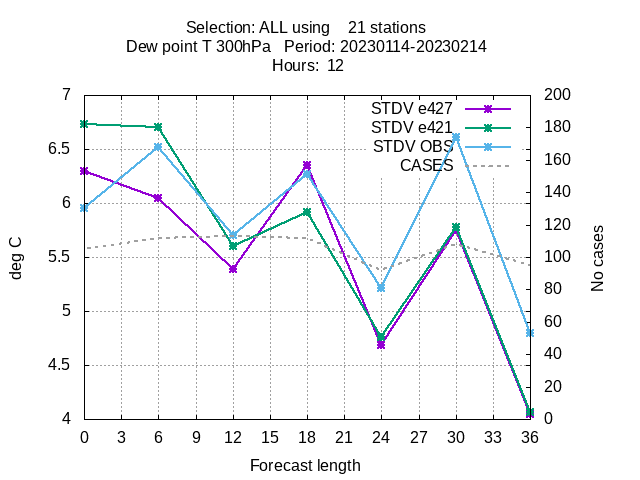 Selection: ALL using    21 stations
Dew point T 300hPa   Period: 20230114-20230214
Hours:  12
STDV e427
STDV e421
STDV OBS
CASES
7
6.5
6
5.5
5
4.5
4
200
180
160
140
120
100
80
60
40
20
0
deg C
No cases
0 3 6 9 12 15 18 21 24 27 30 33 36
Forecast length